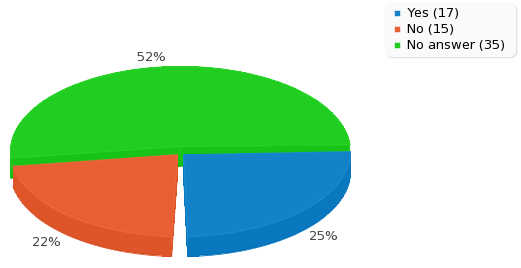 Yes (17)
No (15)
No answer (35)
52%
22%
25%